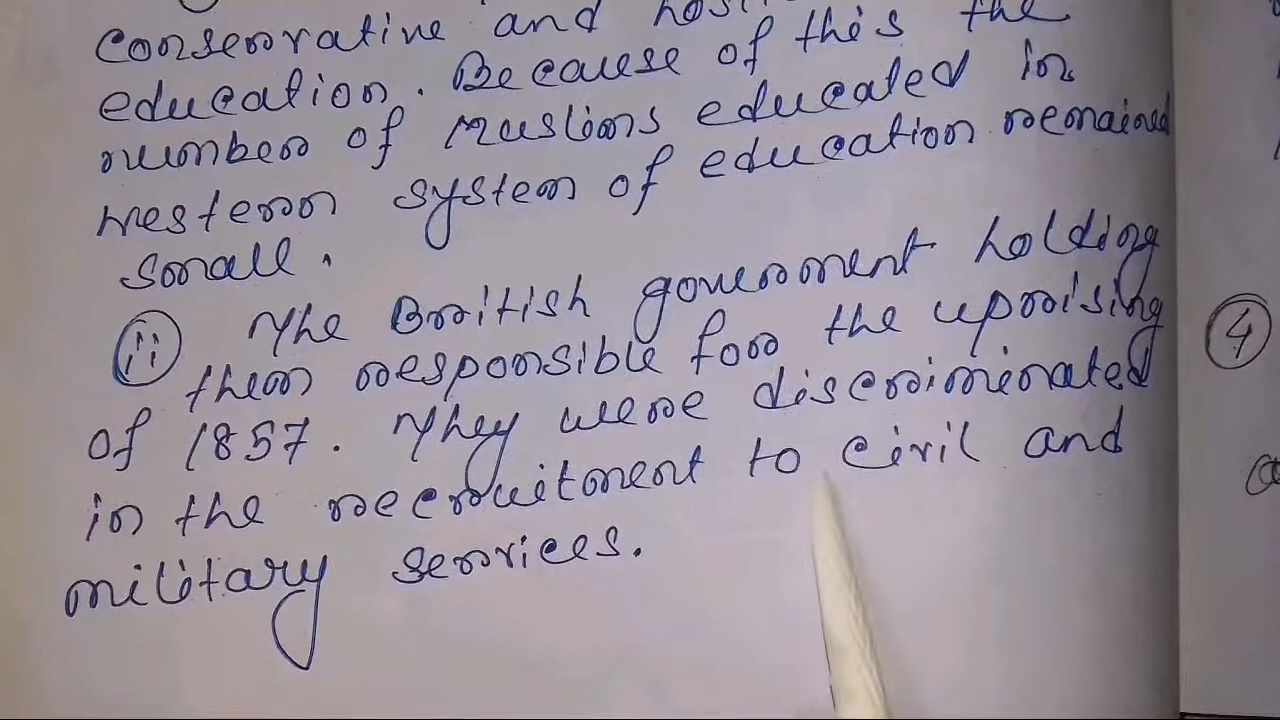 conservative and
education. Because of this the
number of Muslims educated in
western system of education remained
small.
(ii) The British government holding
them responsible for the uprising
of 1857. They were discriminated
in the recruitment to civil and
military services.
4